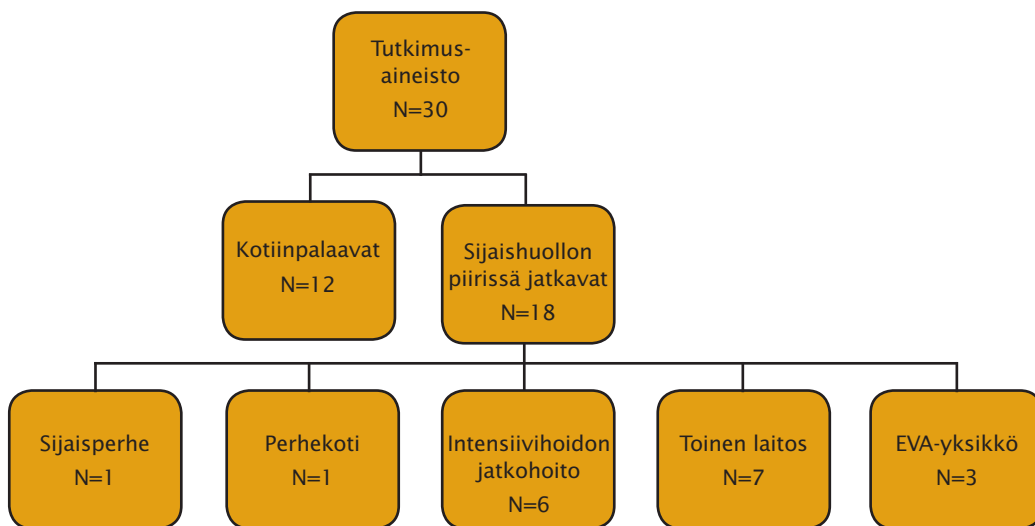 Tutkimus-
aineisto
N=30
Kotiinpalaavat
N=12
Sijaishuollon
piirissä jatkavat
N=18
Sijaisperhe
N=1
Perhekoti
N=1
Intensiivihoidon
jatkohoito
N=6
Toinen laitos
N=7
EVA-yksikkö
N=3